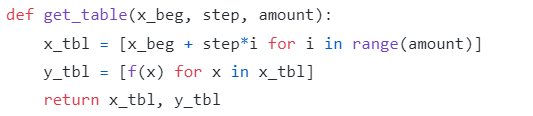 def get_table(x_beg, step, amount):
    x_tbl = [x_beg + step*i for i in range(amount)]
    y_tbl = [f(x) for x in x_tbl]
    return x_tbl, y_tbl